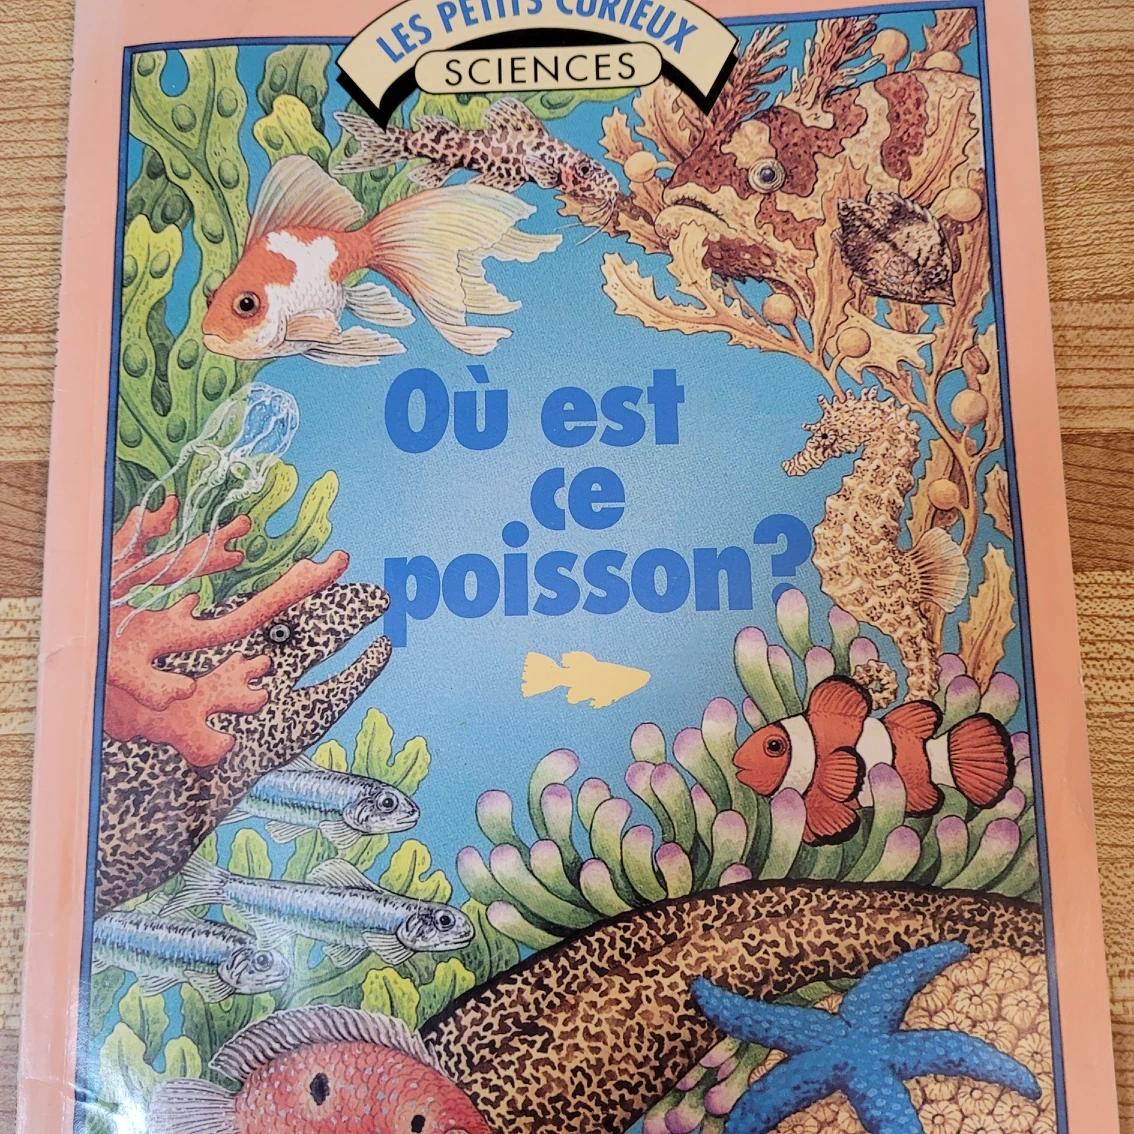 LES PETITS CURIEUX
SCIENCES
Où est
ce
poisson?